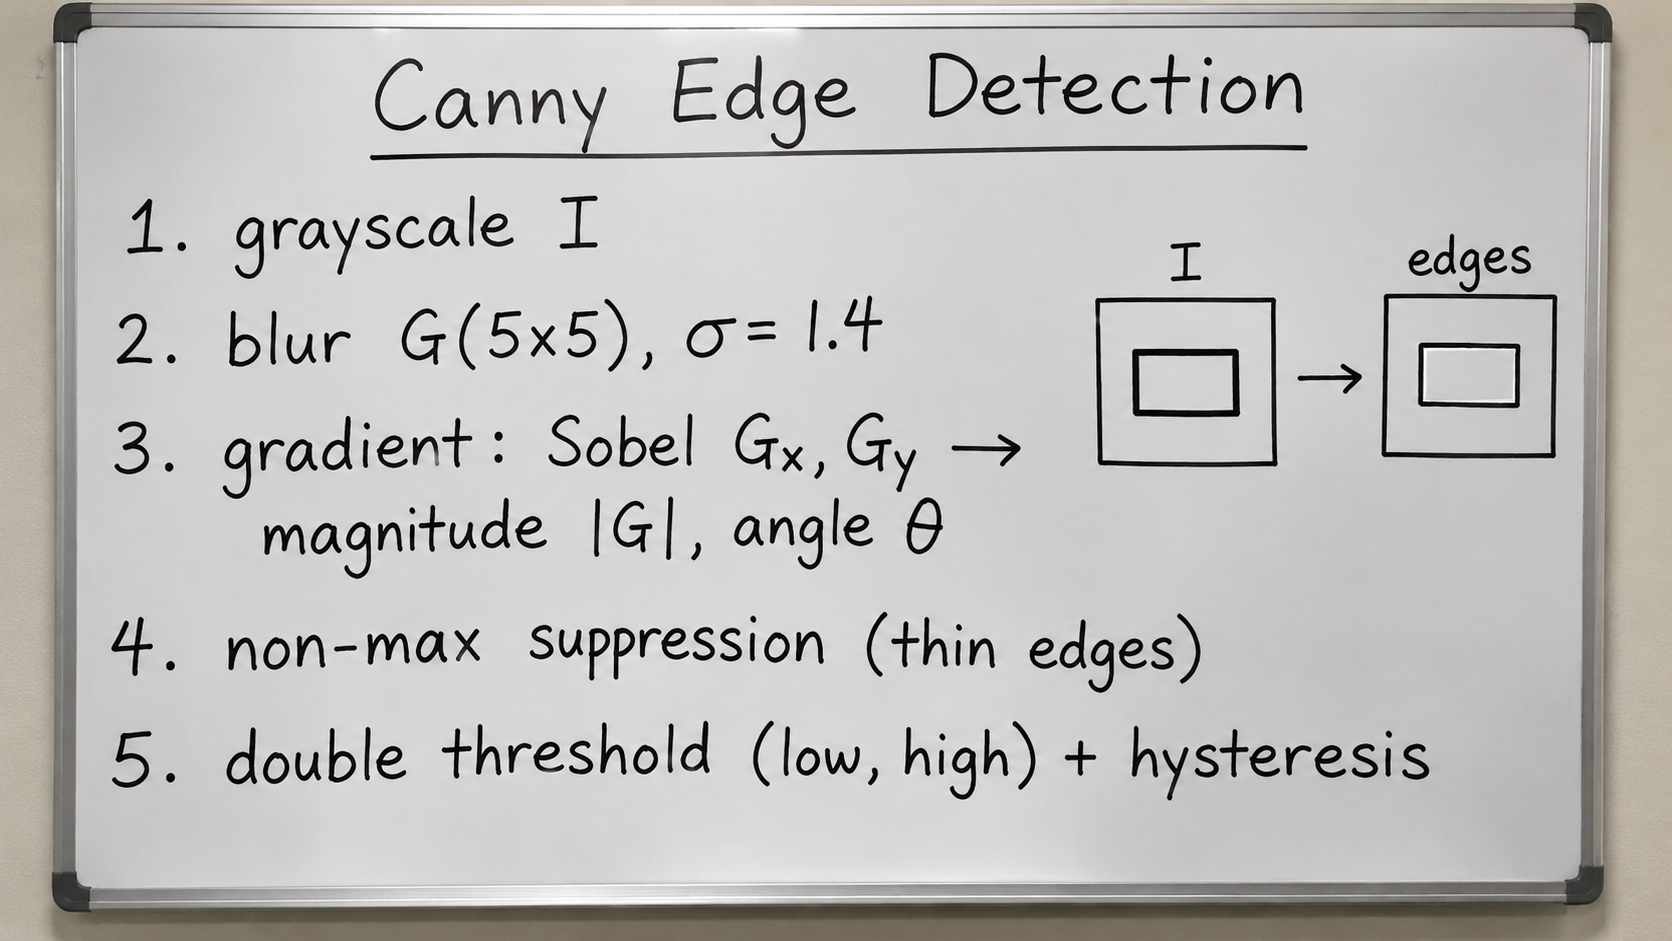 Canny Edge Detection
1. grayscale I
2. blur G(5x5), σ = 1.4
3. gradient: Sobel Gx, Gy →
magnitude |G|, angle θ
4. non-max suppression (thin edges)
5. double threshold (low, high) + hysteresis
I
edges